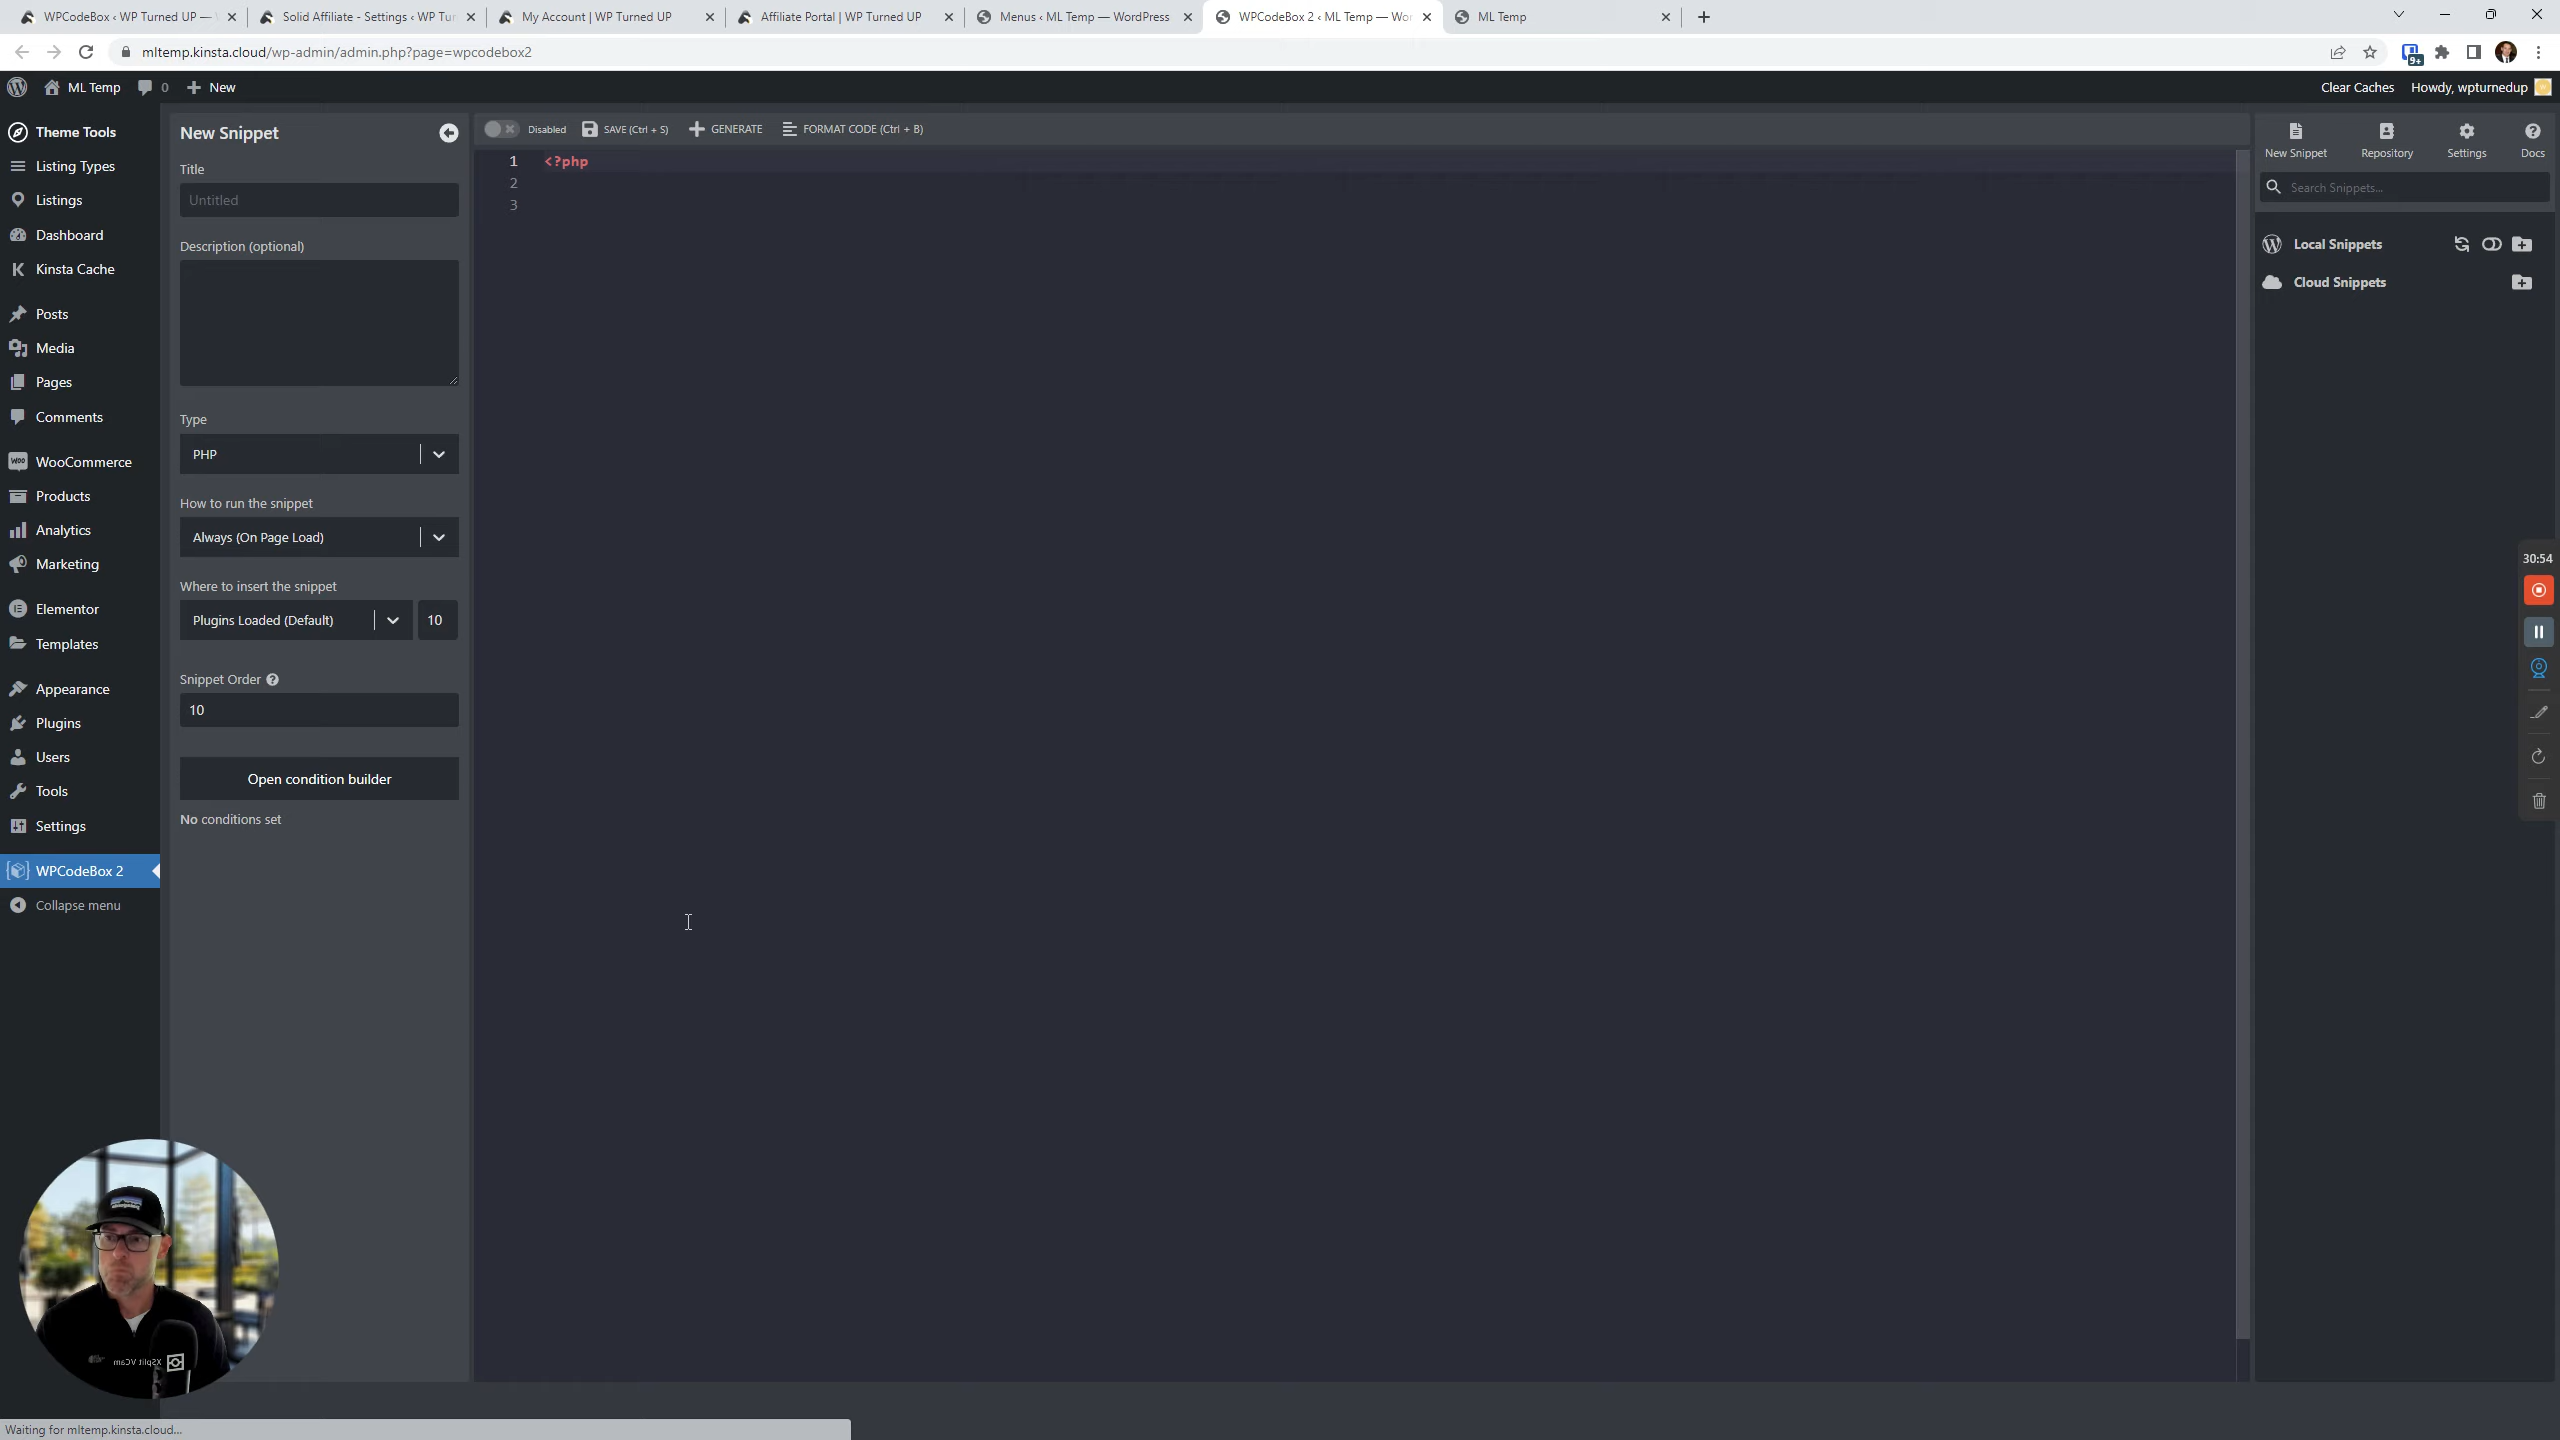 WPCodeBox ‹ WP Turned UP —
Solid Affiliate - Settings ‹ WP Tur
My Account | WP Turned UP
Affiliate Portal | WP Turned UP
Menus ‹ ML Temp — WordPress
WPCodeBox 2 ‹ ML Temp — Wor
ML Temp
mltemp.kinsta.cloud/wp-admin/admin.php?page=wpcodebox2
9+
ML Temp
0
New
Clear Caches
Howdy, wpturnedup
Theme Tools
Listing Types
Listings
Dashboard
Kinsta Cache
Posts
Media
Pages
Comments
WooCommerce
Products
Analytics
Marketing
Elementor
Templates
Appearance
Plugins
Users
Tools
Settings
WPCodeBox 2
Collapse menu
New Snippet
Title
Untitled
Description (optional)
Type
PHP
How to run the snippet
Always (On Page Load)
Where to insert the snippet
Plugins Loaded (Default) 10
Snippet Order
10
Open condition builder
No conditions set
Disabled SAVE (Ctrl + S) GENERATE FORMAT CODE (Ctrl + B)
1 <?php
2
3
New Snippet Repository Settings Docs
Search Snippets...
Local Snippets
Cloud Snippets
30:54
XSplit VCam
Waiting for mltemp.kinsta.cloud...